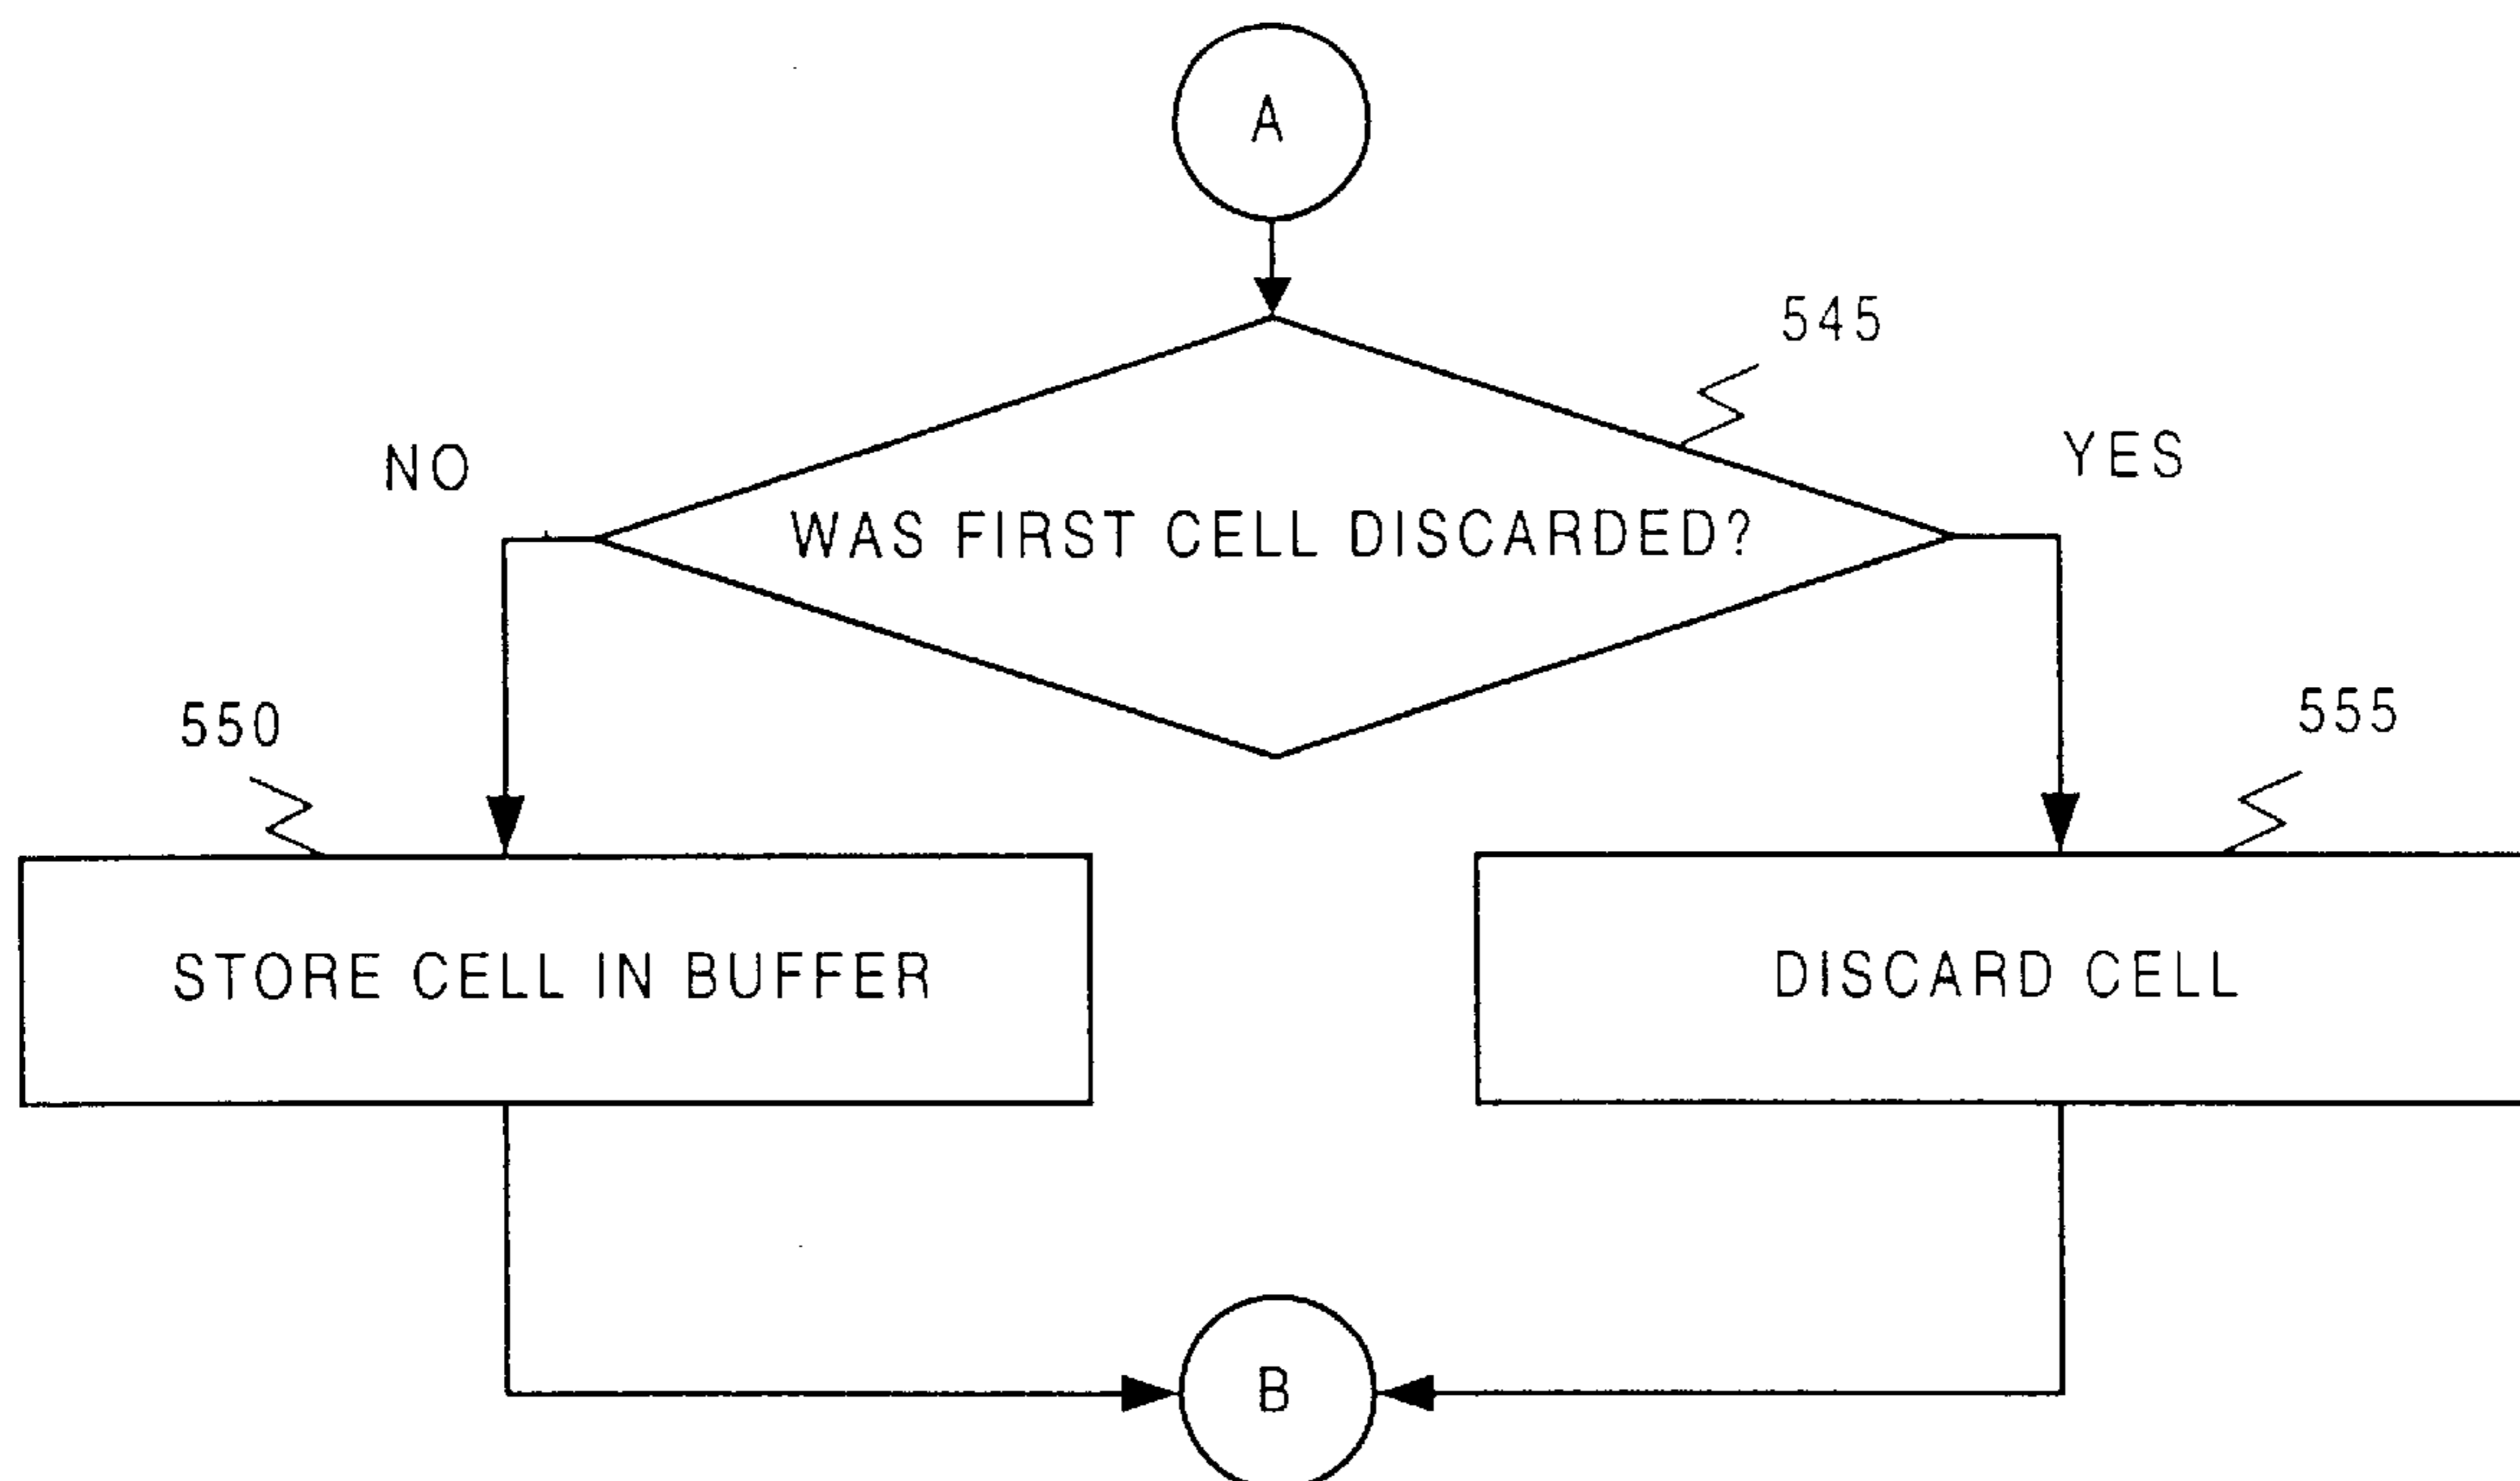 A
545
NO
YES
WAS FIRST CELL DISCARDED?
550
555
STORE CELL IN BUFFER
DISCARD CELL
B